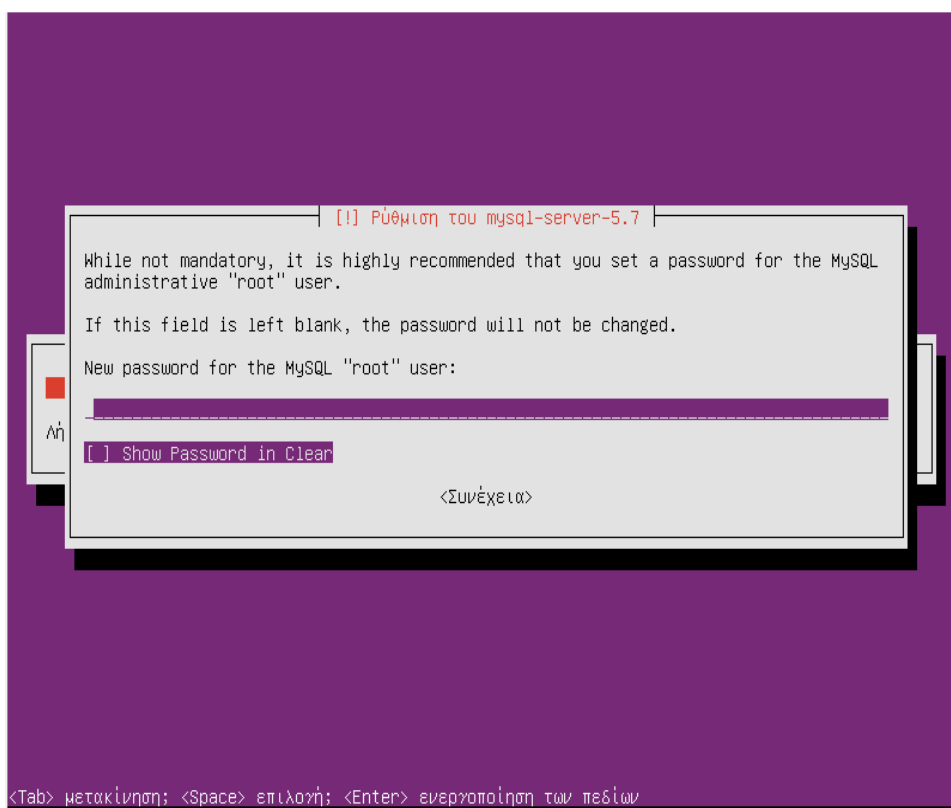 [!] Ρύθμιση του mysql-server-5.7
While not mandatory, it is highly recommended that you set a password for the MySQL
administrative "root" user.
If this field is left blank, the password will not be changed.
New password for the MySQL "root" user:
Λή
[ ] Show Password in Clear
<Συνέχεια>
<Tab> μετακίνηση; <Space> επιλογή; <Enter> ενεργοποίηση των πεδίων